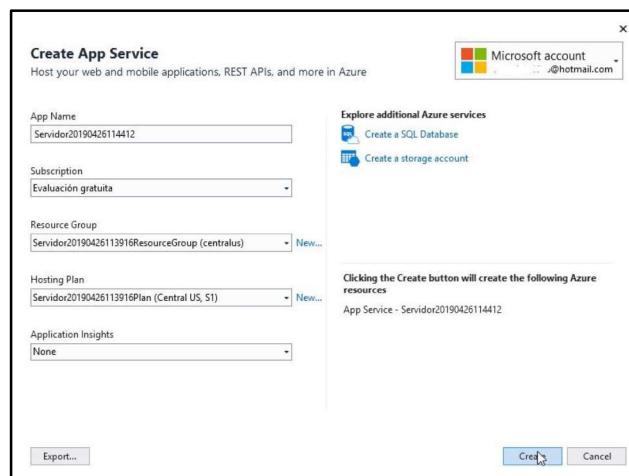 Create App Service
Host your web and mobile applications, REST APIs, and more in Azure
Microsoft account
@hotmail.com
App Name
Servidor20190426114412
Subscription
Evaluación gratuita
Resource Group
Servidor20190426113916ResourceGroup (centralus)
New...
Hosting Plan
Servidor20190426113916Plan (Central US, S1)
New...
Application Insights
None
Explore additional Azure services
Create a SQL Database
Create a storage account
Clicking the Create button will create the following Azure
resources
App Service - Servidor20190426114412
Export...
Create
Cancel